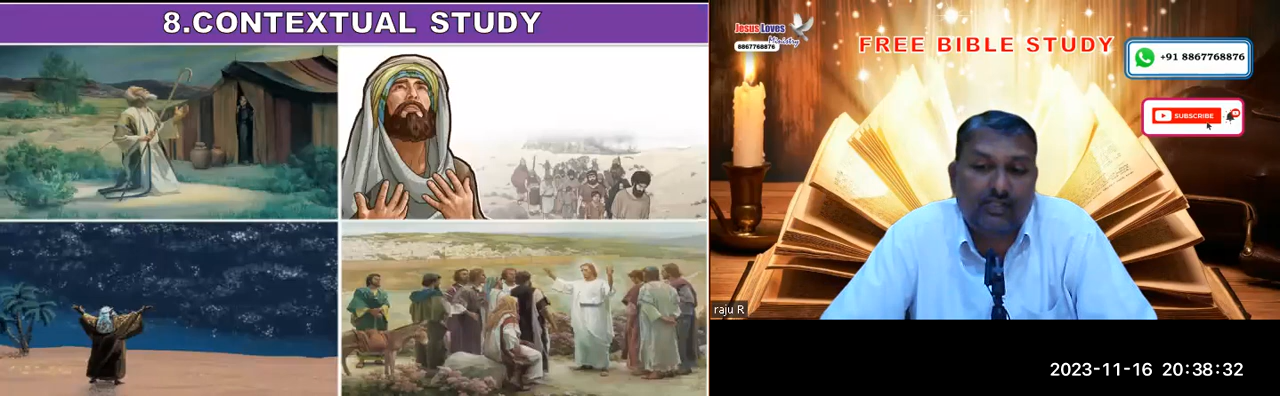 8.CONTEXTUAL STUDY
Jesus Loves
Ministry
8867768876
FREE BIBLE STUDY
+91 8867768876
SUBSCRIBE
raju R
2023-11-16 20:38:32